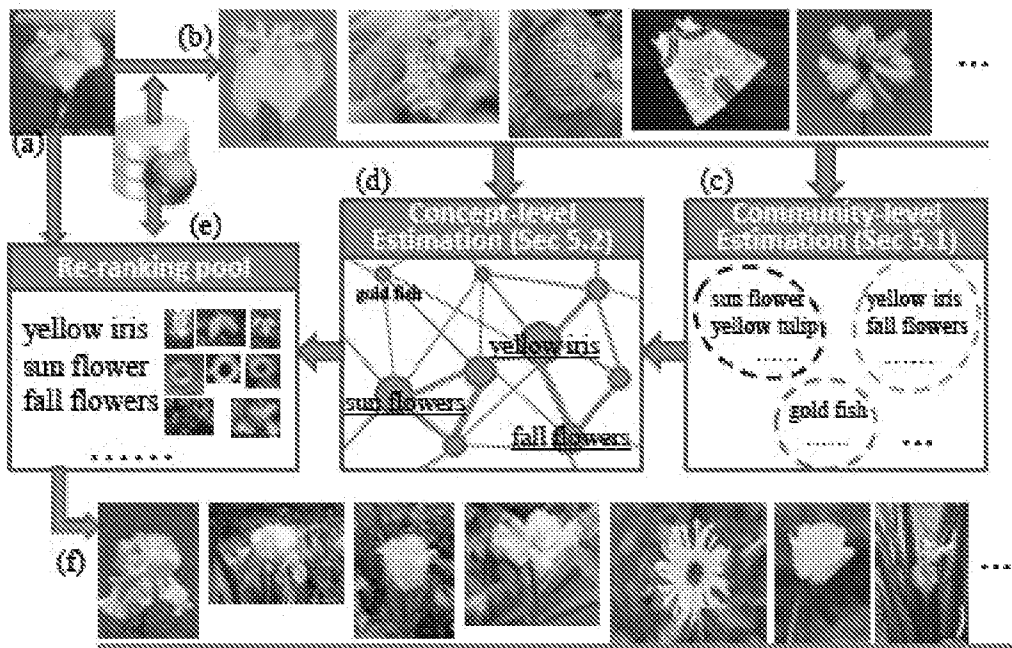 (b)
...
(a)
(e)
(d)
(c)
Concept-level
Estimation (Sec 5.2)
Community-level
Estimation (Sec 5.1)
Re-ranking pool
yellow iris
sun flower
fall flowers
......
gold fish
yellow iris
sun flowers
fall flowers
sun flower
yellow tulip
......
yellow iris
fall flowers
......
gold fish
......
...
(f)
...